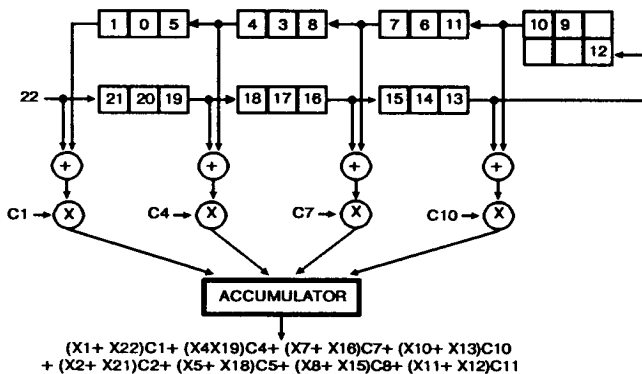 1 0 5 4 3 8 7 6 11 10 9
12
22 21 20 19 18 17 16 15 14 13
+ + + +
C1 X C4 X C7 X C10 X
ACCUMULATOR
(X1+ X22)C1+ (X4X19)C4+ (X7+ X16)C7+ (X10+ X13)C10
+ (X2+ X21)C2+ (X5+ X18)C5+ (X8+ X15)C8+ (X11+ X12)C11